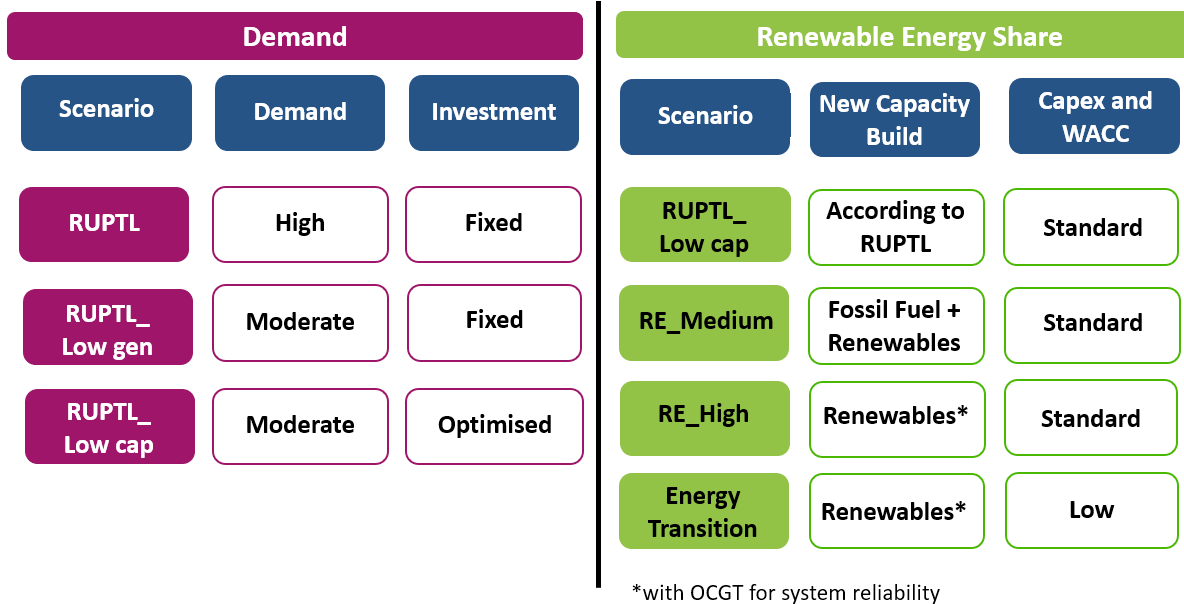 Demand
Scenario
Demand
Investment
RUPTL
High
Fixed
RUPTL_
Low gen
Moderate
Fixed
RUPTL_
Low cap
Moderate
Optimised
Renewable Energy Share
Scenario
New Capacity
Build
Capex and
WACC
RUPTL_
Low cap
According to
RUPTL
Standard
RE_Medium
Fossil Fuel +
Renewables
Standard
RE_High
Renewables*
Standard
Energy
Transition
Renewables*
Low
*with OCGT for system reliability